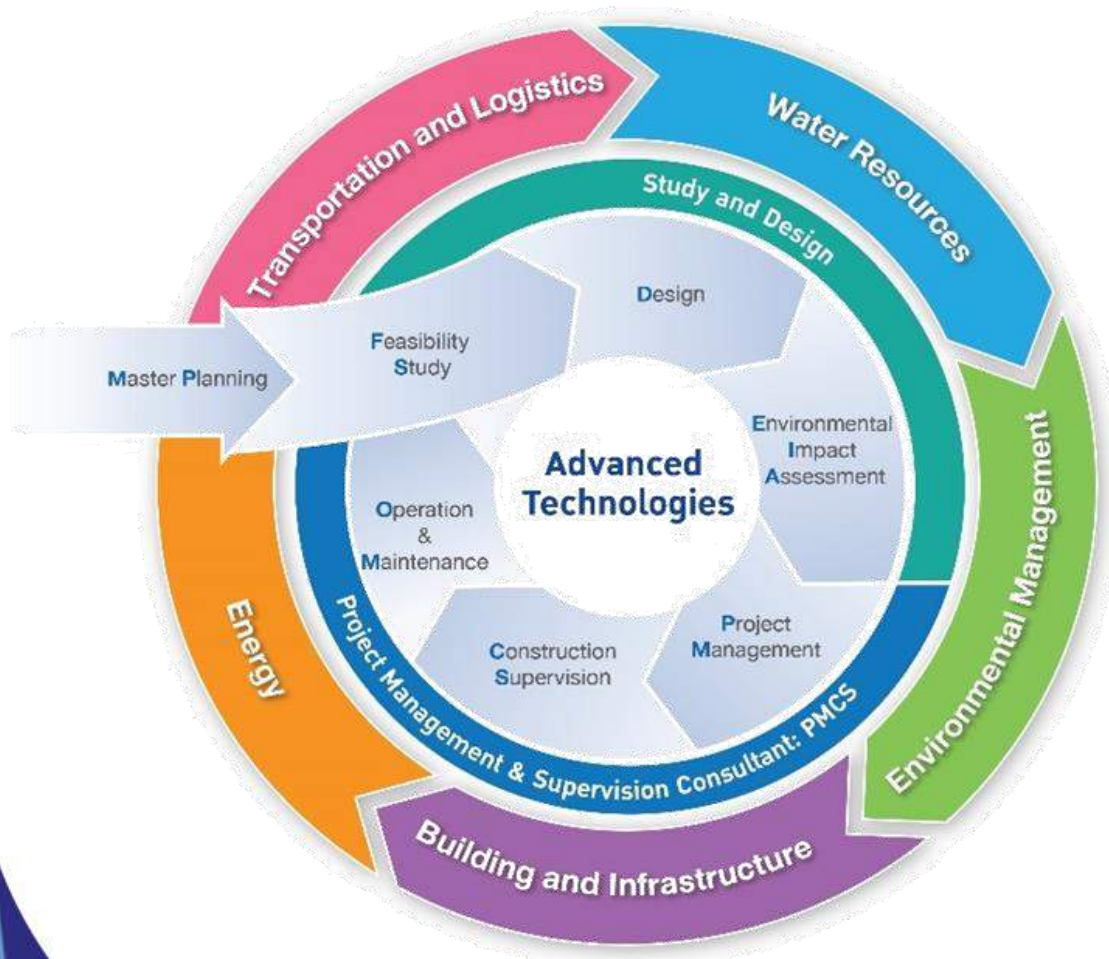 Transportation and Logistics
Water Resources
Study and Design
Design
Feasibility
Study
Master Planning
Environmental
Impact
Assessment
Advanced
Technologies
Operation
&
Maintenance
Project
Management
Construction
Supervision
Environmental Management
Energy
Project Management & Supervision Consultant: PMCS
Building and Infrastructure